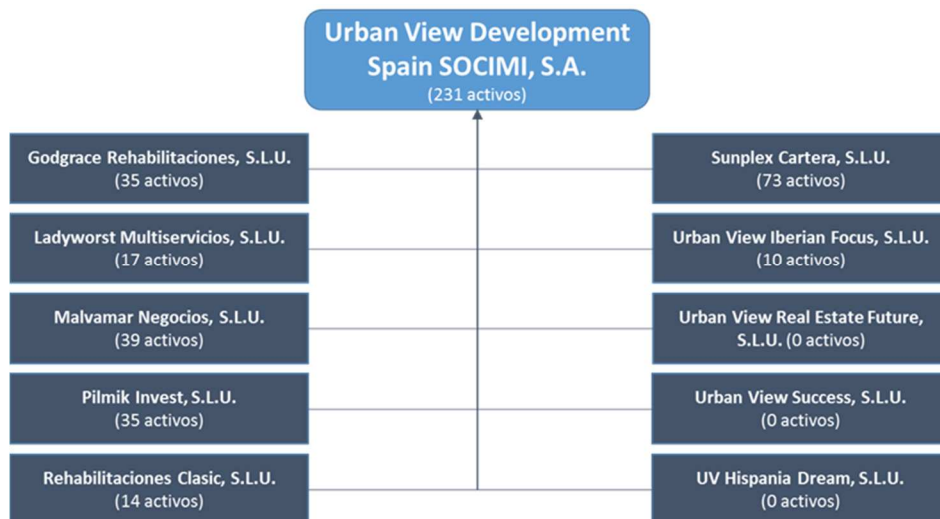 Urban View Development
Spain SOCIMI, S.A.
(231 activos)
Godgrace Rehabilitaciones, S.L.U.
(35 activos)
Ladyworst Multiservicios, S.L.U.
(17 activos)
Malvamar Negocios, S.L.U.
(39 activos)
Pilmik Invest, S.L.U.
(35 activos)
Rehabilitaciones Clasic, S.L.U.
(14 activos)
Sunplex Cartera, S.L.U.
(73 activos)
Urban View Iberian Focus, S.L.U.
(10 activos)
Urban View Real Estate Future,
S.L.U. (0 activos)
Urban View Success, S.L.U.
(0 activos)
UV Hispania Dream, S.L.U.
(0 activos)